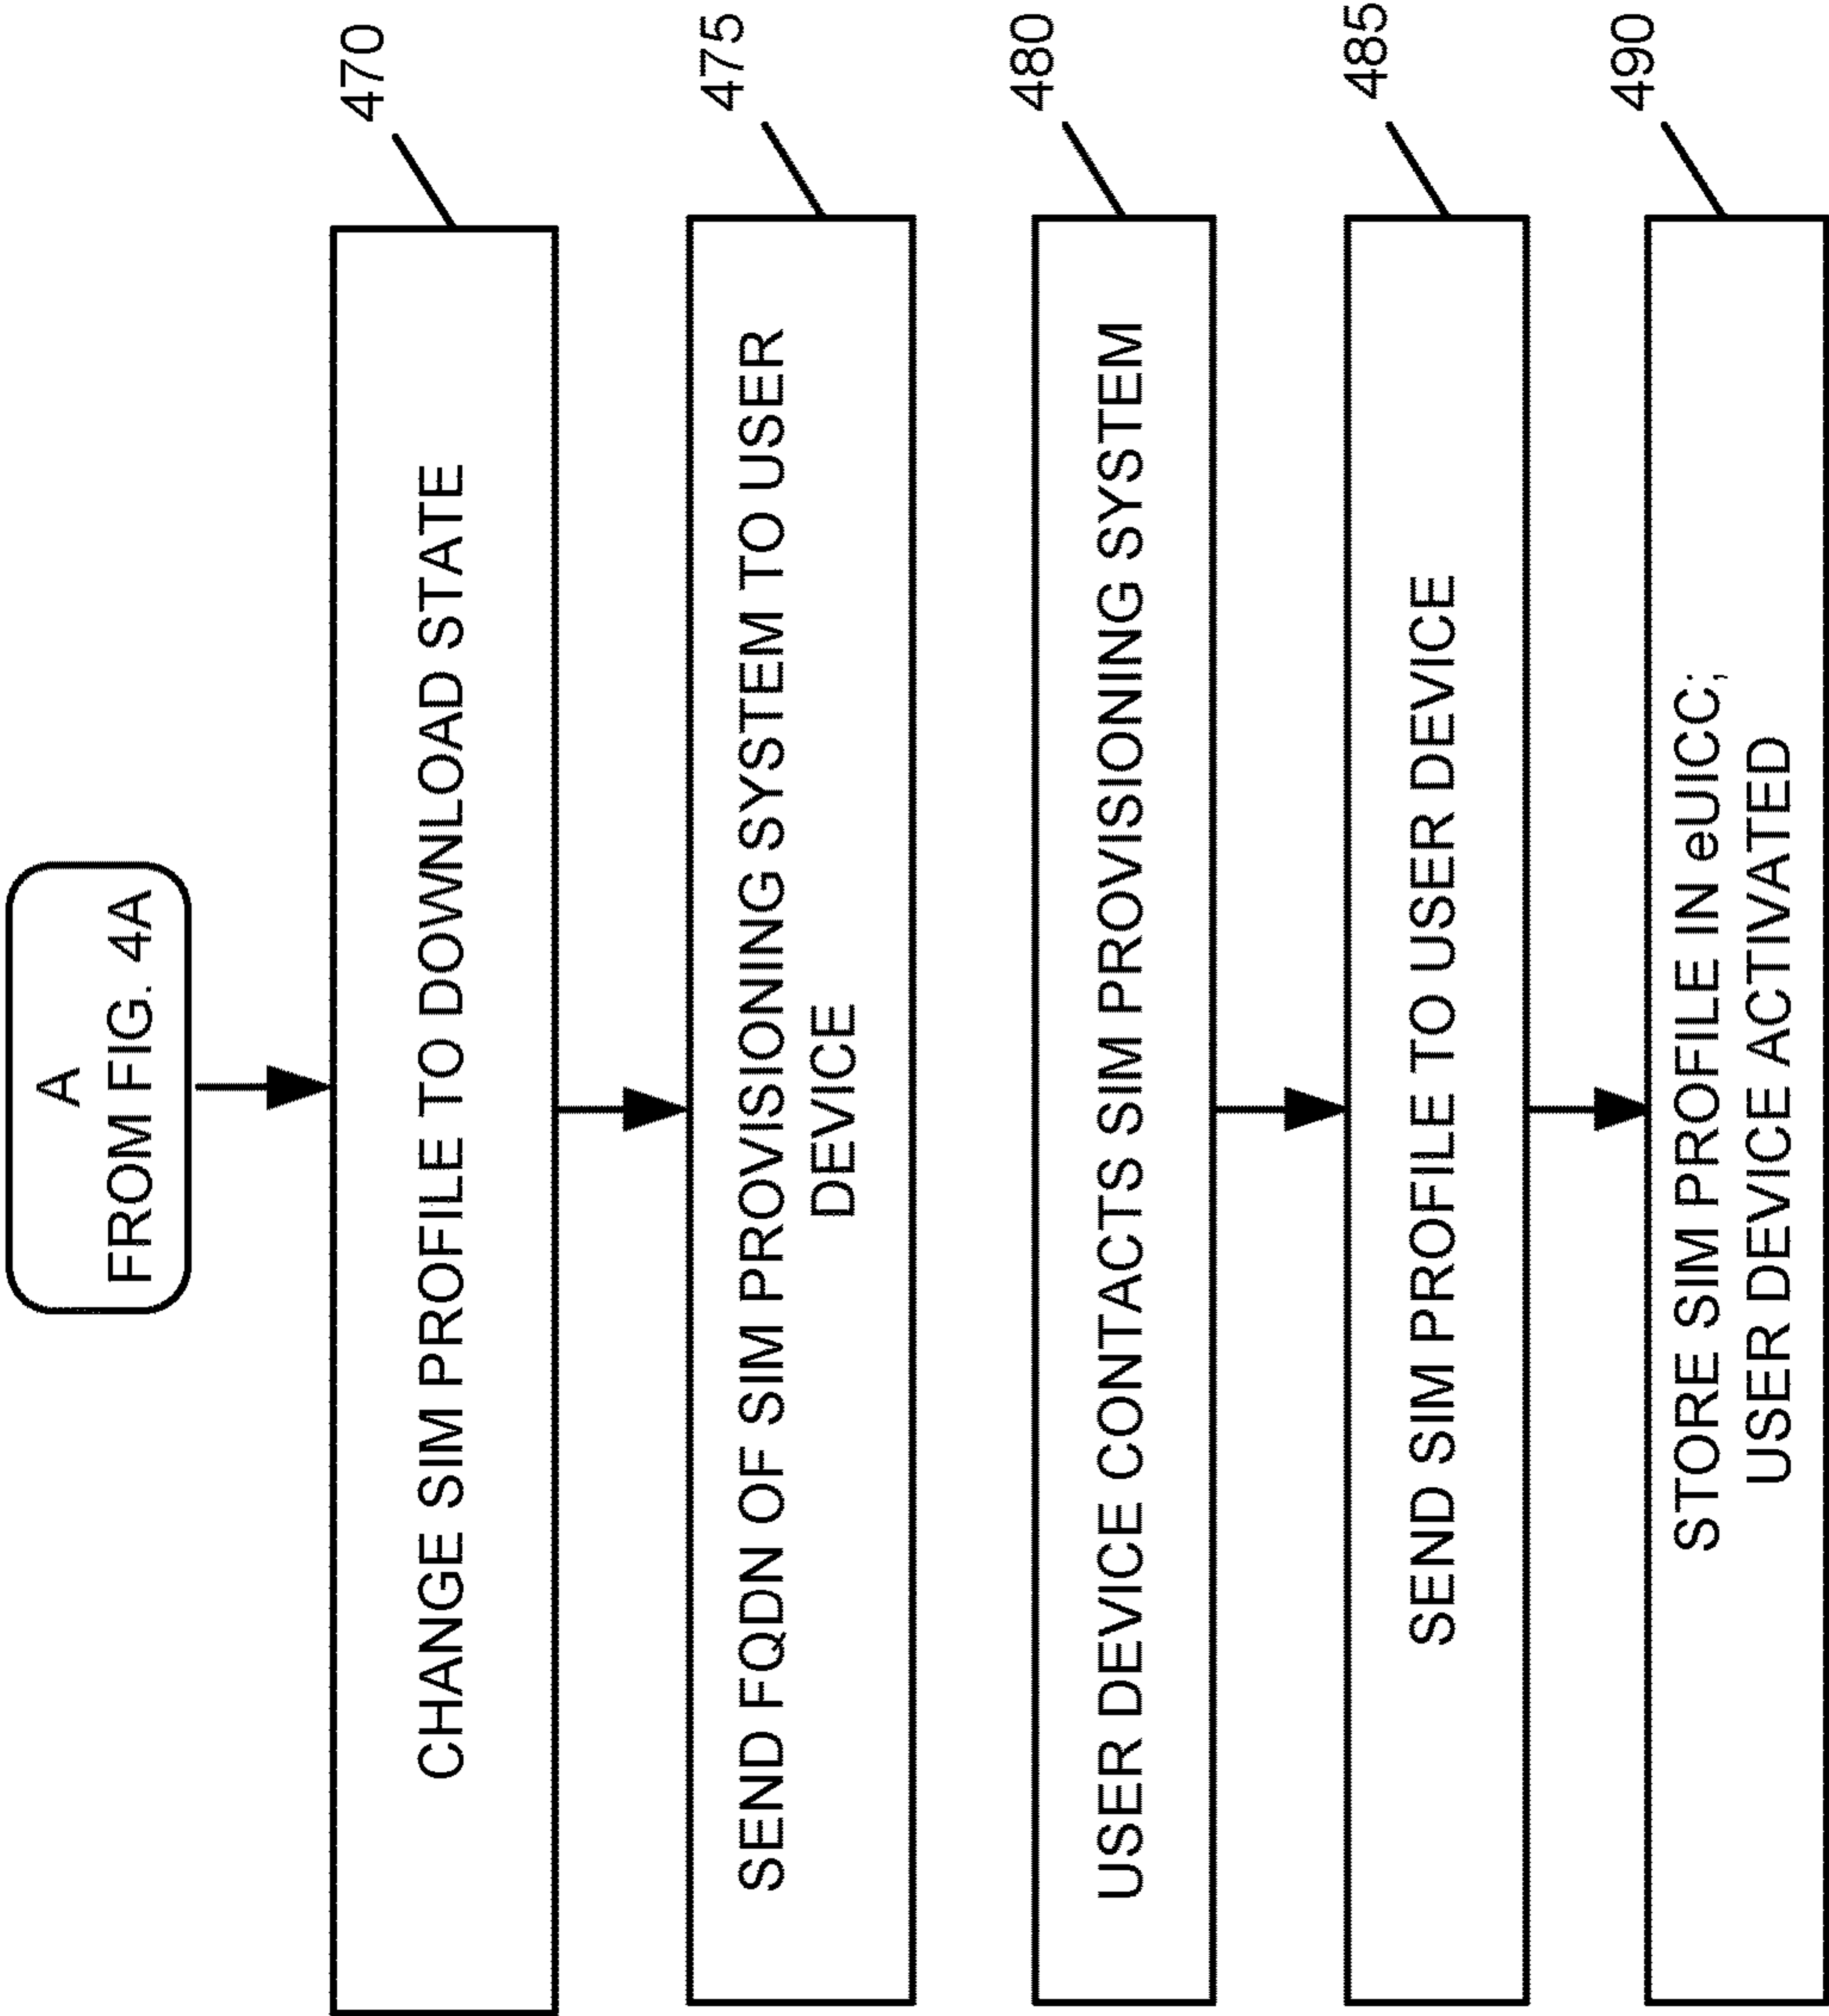 A
FROM FIG. 4A
470
CHANGE SIM PROFILE TO DOWNLOAD STATE
475
SEND FQDN OF SIM PROVISIONING SYSTEM TO USER
DEVICE
480
USER DEVICE CONTACTS SIM PROVISIONING SYSTEM
485
SEND SIM PROFILE TO USER DEVICE
490
STORE SIM PROFILE IN eUICC;
USER DEVICE ACTIVATED